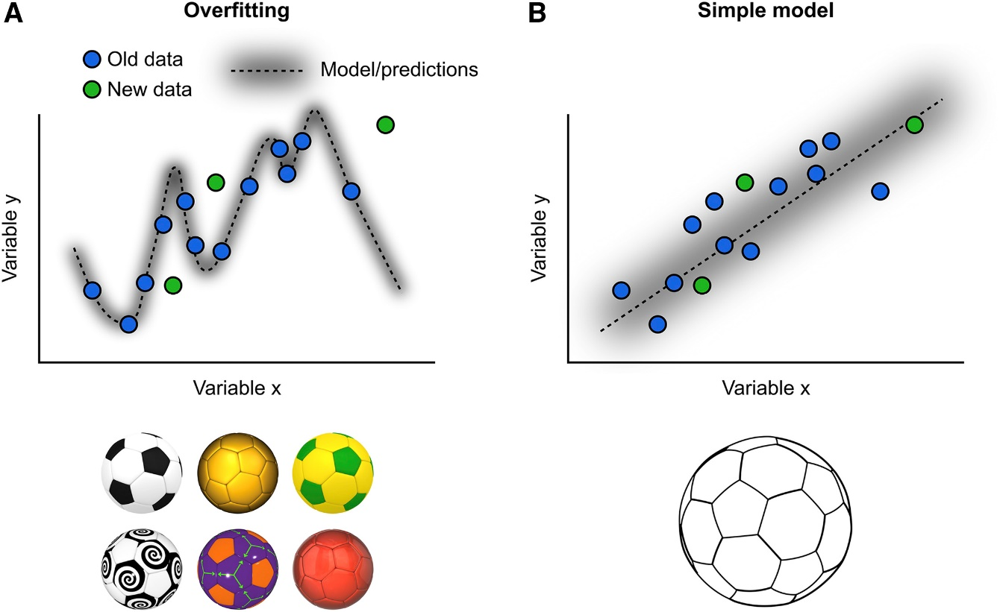 A
Overfitting
Old data
New data
Model/predictions
Variable y
Variable x
B
Simple model
Variable y
Variable x